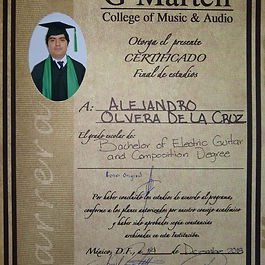 G Martell
College of Music & Audio
Otorga el presente
CERTIFICADO
Final de estudios
A: ALEJANDRO
OLVERA DE LA CRUZ
El grado escolar de:
Bachelor of Electric Guitar
and Composition Degree
Por haber concluido los estudios de acuerdo al programa,
conforme a los planes autorizados por nuestro consejo académico
y haber sido aprobados según constancias
archivadas en esta Institución.
México, D.F., a
de Diciembre